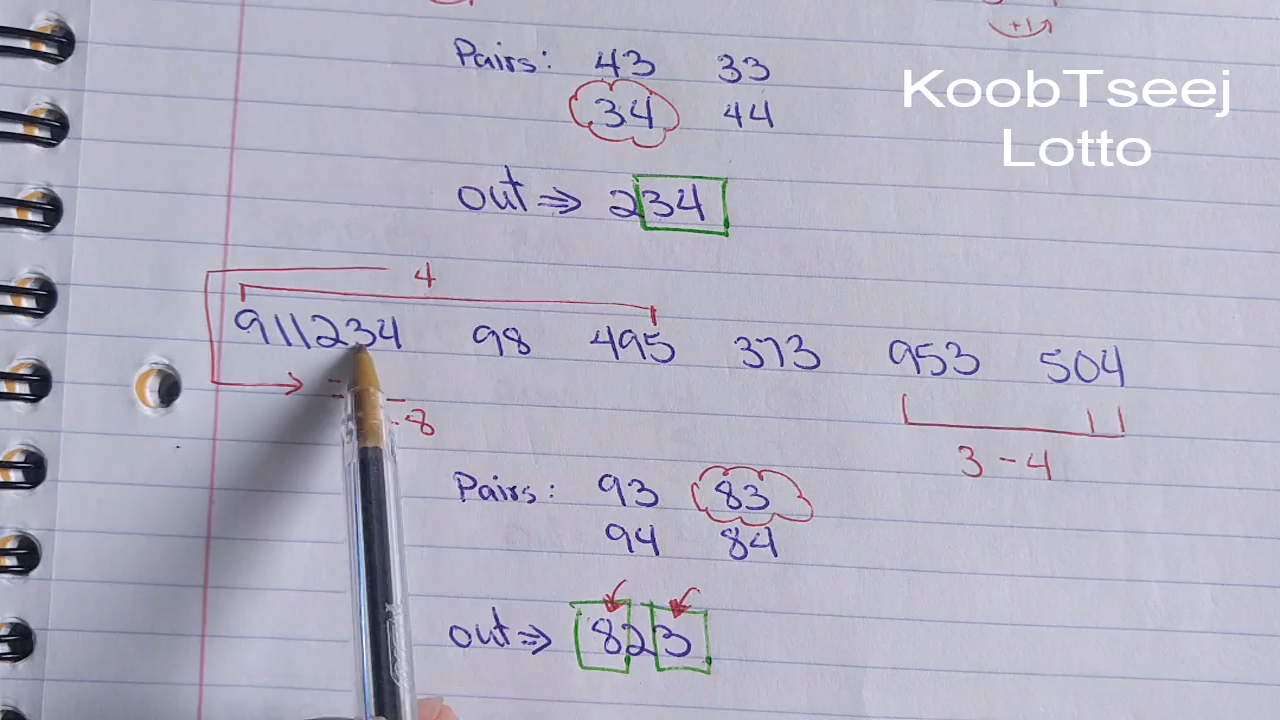 +1
Pairs: 43 33
34 44
KoobTseej
Lotto
out ⇒ 234
4
911234 98 495 373 953 504
-8
3-4
Pairs: 93 83
94 84
out ⇒ 823